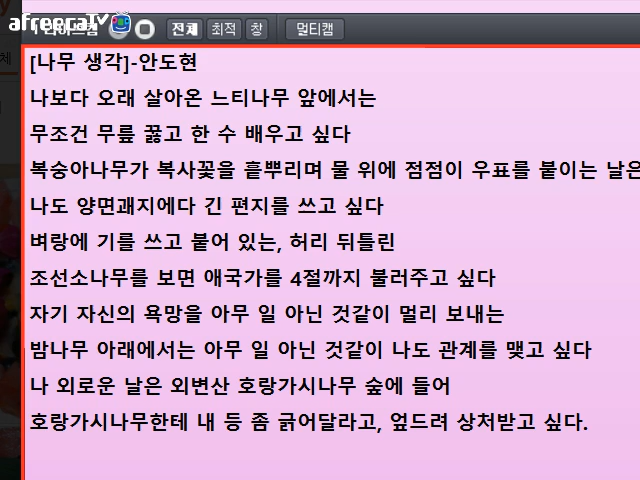 afreecaTV
전체 최적 창 멀티캠
[나무 생각]-안도현
나보다 오래 살아온 느티나무 앞에서는
무조건 무릎 꿇고 한 수 배우고 싶다
복숭아나무가 복사꽃을 흩뿌리며 물 위에 점점이 우표를 붙이는 날은
나도 양면괘지에다 긴 편지를 쓰고 싶다
벼랑에 기를 쓰고 붙어 있는, 허리 뒤틀린
조선소나무를 보면 애국가를 4절까지 불러주고 싶다
자기 자신의 욕망을 아무 일 아닌 것같이 멀리 보내는
밤나무 아래에서는 아무 일 아닌 것같이 나도 관계를 맺고 싶다
나 외로운 날은 외변산 호랑가시나무 숲에 들어
호랑가시나무한테 내 등 좀 긁어달라고, 엎드려 상처받고 싶다.